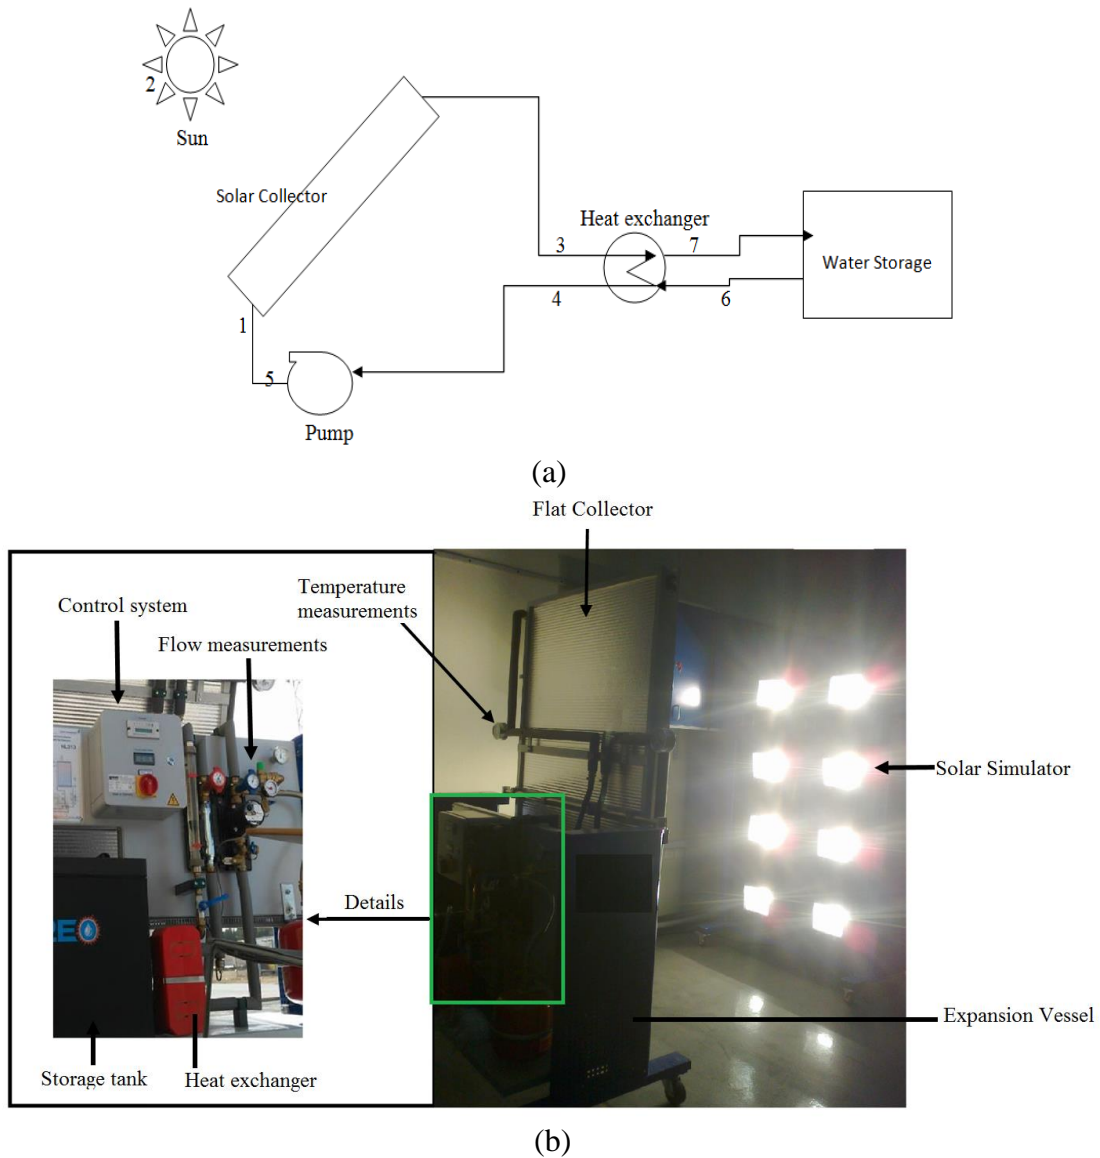 2
Sun
Solar Collector
Heat exchanger
3
7
Water Storage
4
6
1
5
Pump
(a)
Flat Collector
Temperature
measurements
Control system
Flow measurements
Solar Simulator
Details
EO
Expansion Vessel
Storage tank
Heat exchanger
(b)